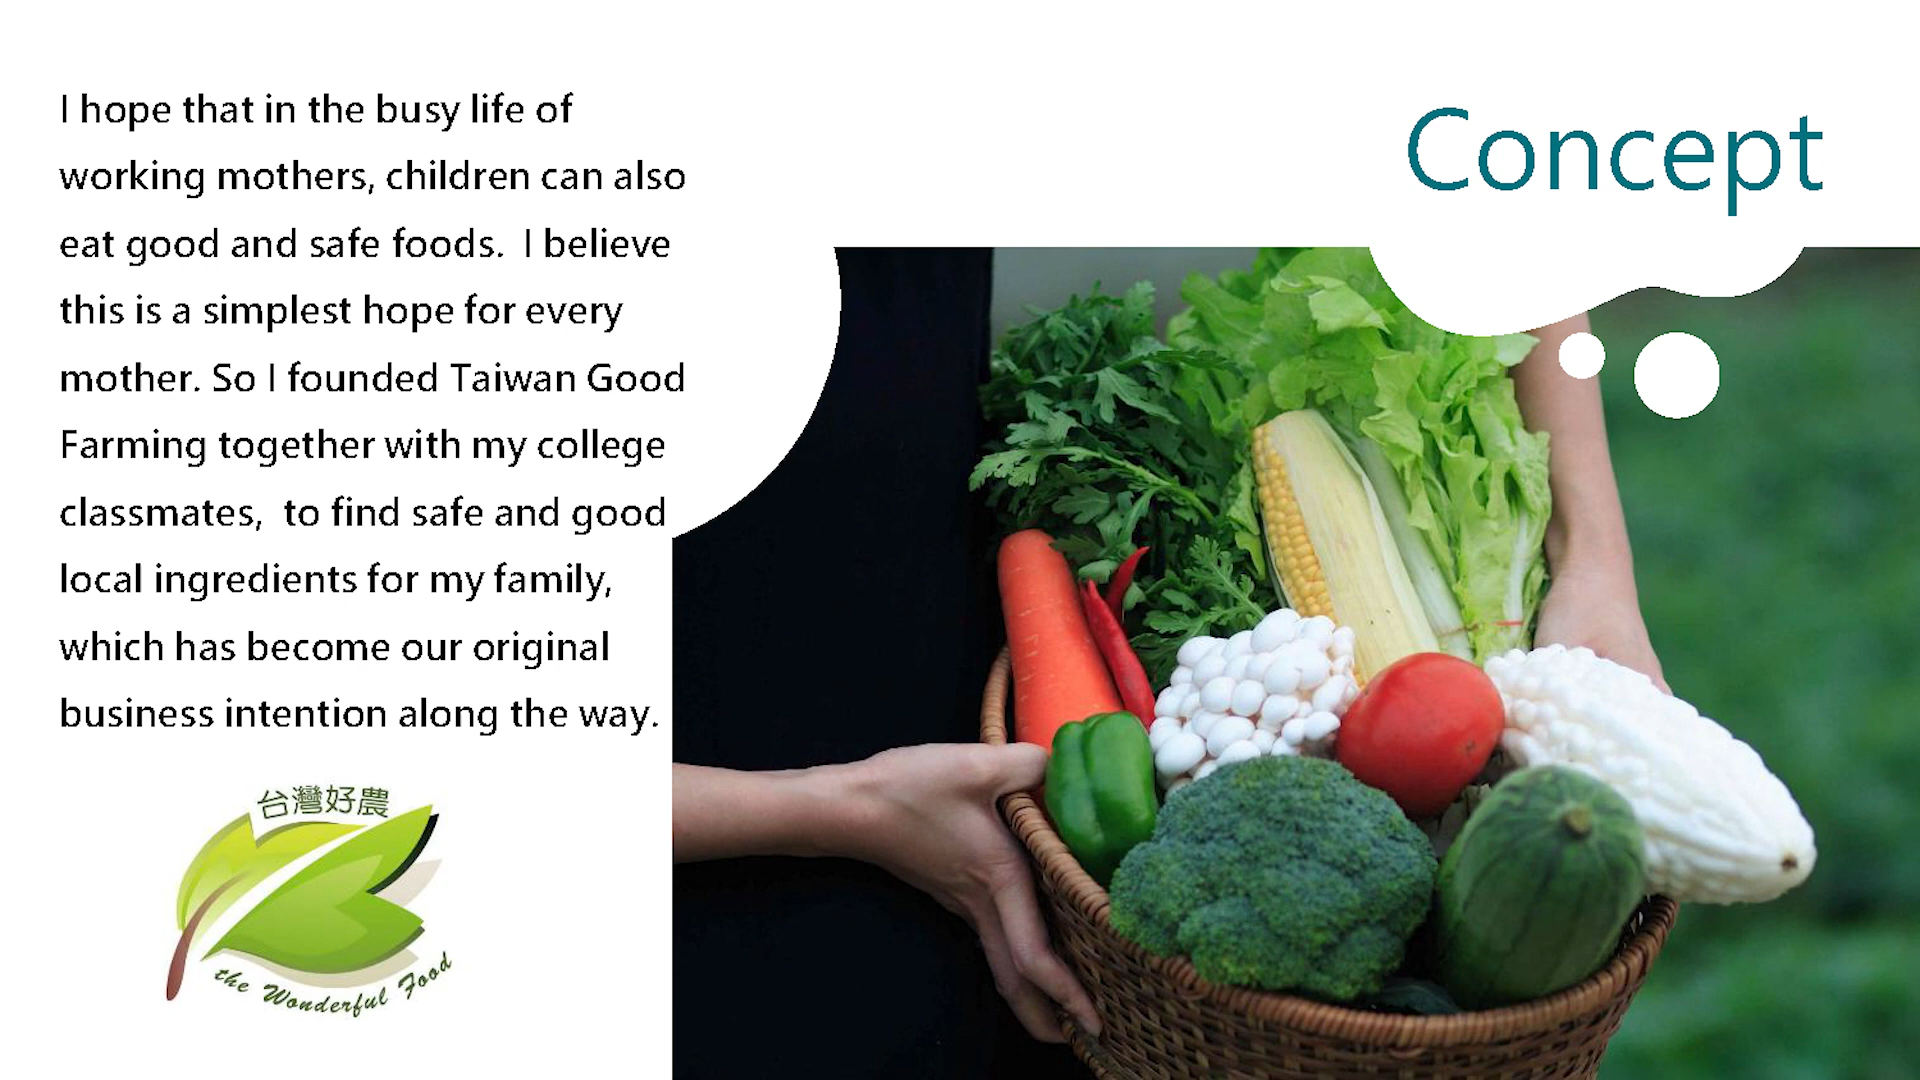 Concept
I hope that in the busy life of
working mothers, children can also
eat good and safe foods.  I believe
this is a simplest hope for every
mother. So I founded Taiwan Good
Farming together with my college
classmates,  to find safe and good
local ingredients for my family,
which has become our original
business intention along the way.
台灣好農
the Wonderful Food